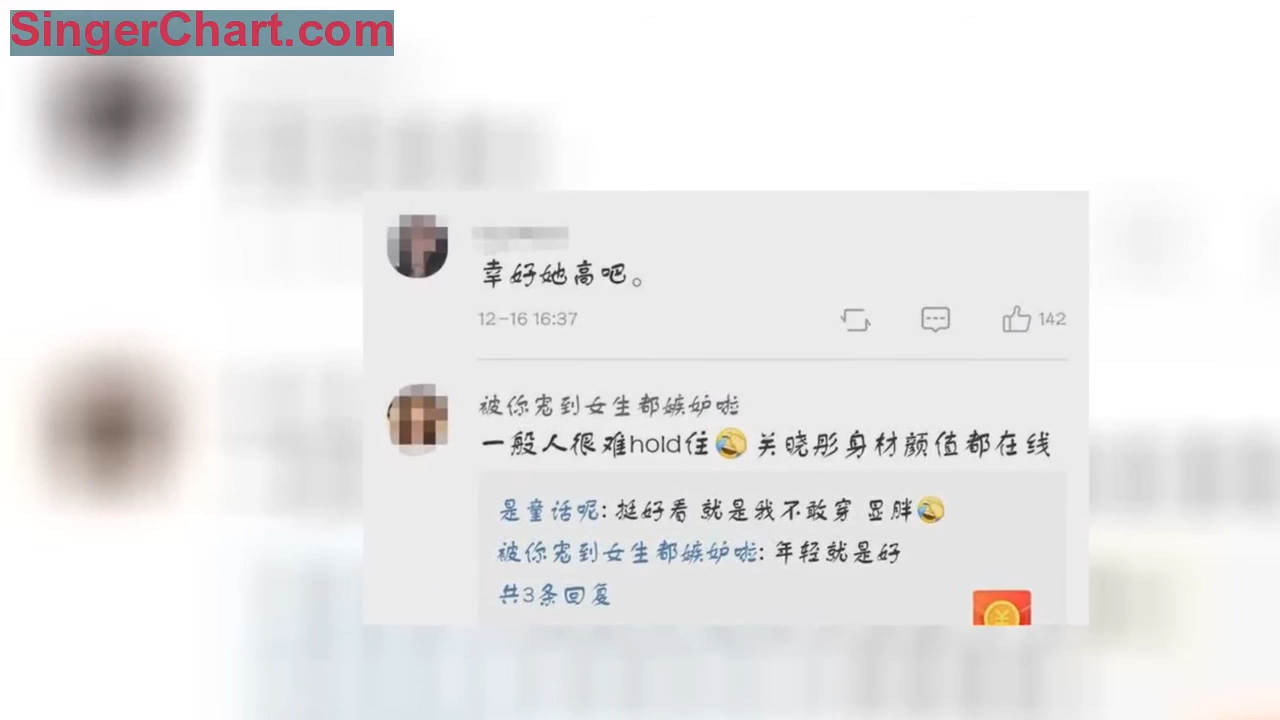 SingerChart.com
幸好她高吧。
12-16 16:37
142
被你宠到女生都嫉妒啦
一般人很难hold住🤣 关晓彤身材颜值都在线
是童话呢: 挺好看 就是我不敢穿 显胖🤣
被你宠到女生都嫉妒啦: 年轻就是好
共3条回复